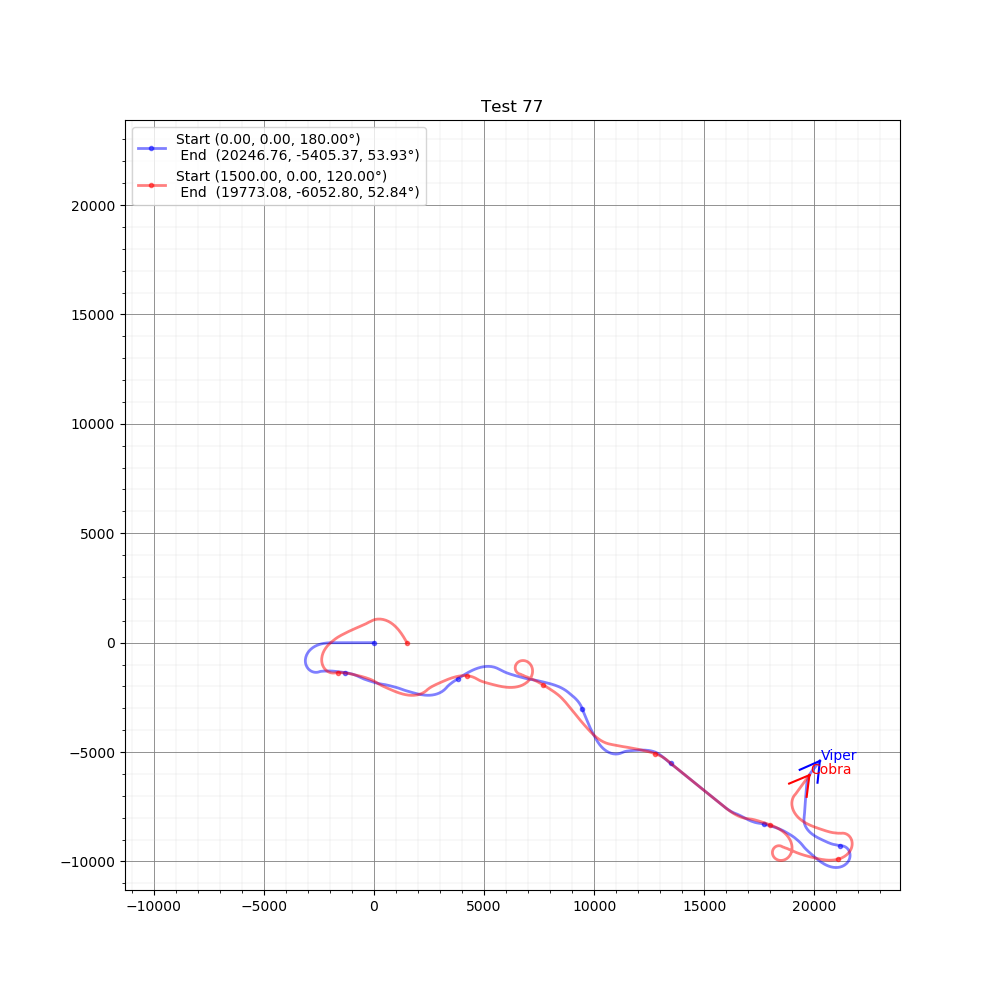 Test 77
Start (0.00, 0.00, 180.00°)
End  (20246.76, -5405.37, 53.93°)
Start (1500.00, 0.00, 120.00°)
End  (19773.08, -6052.80, 52.84°)
20000
15000
10000
5000
0
−5000
−10000
Viper
Cobra
−10000 −5000 0 5000 10000 15000 20000